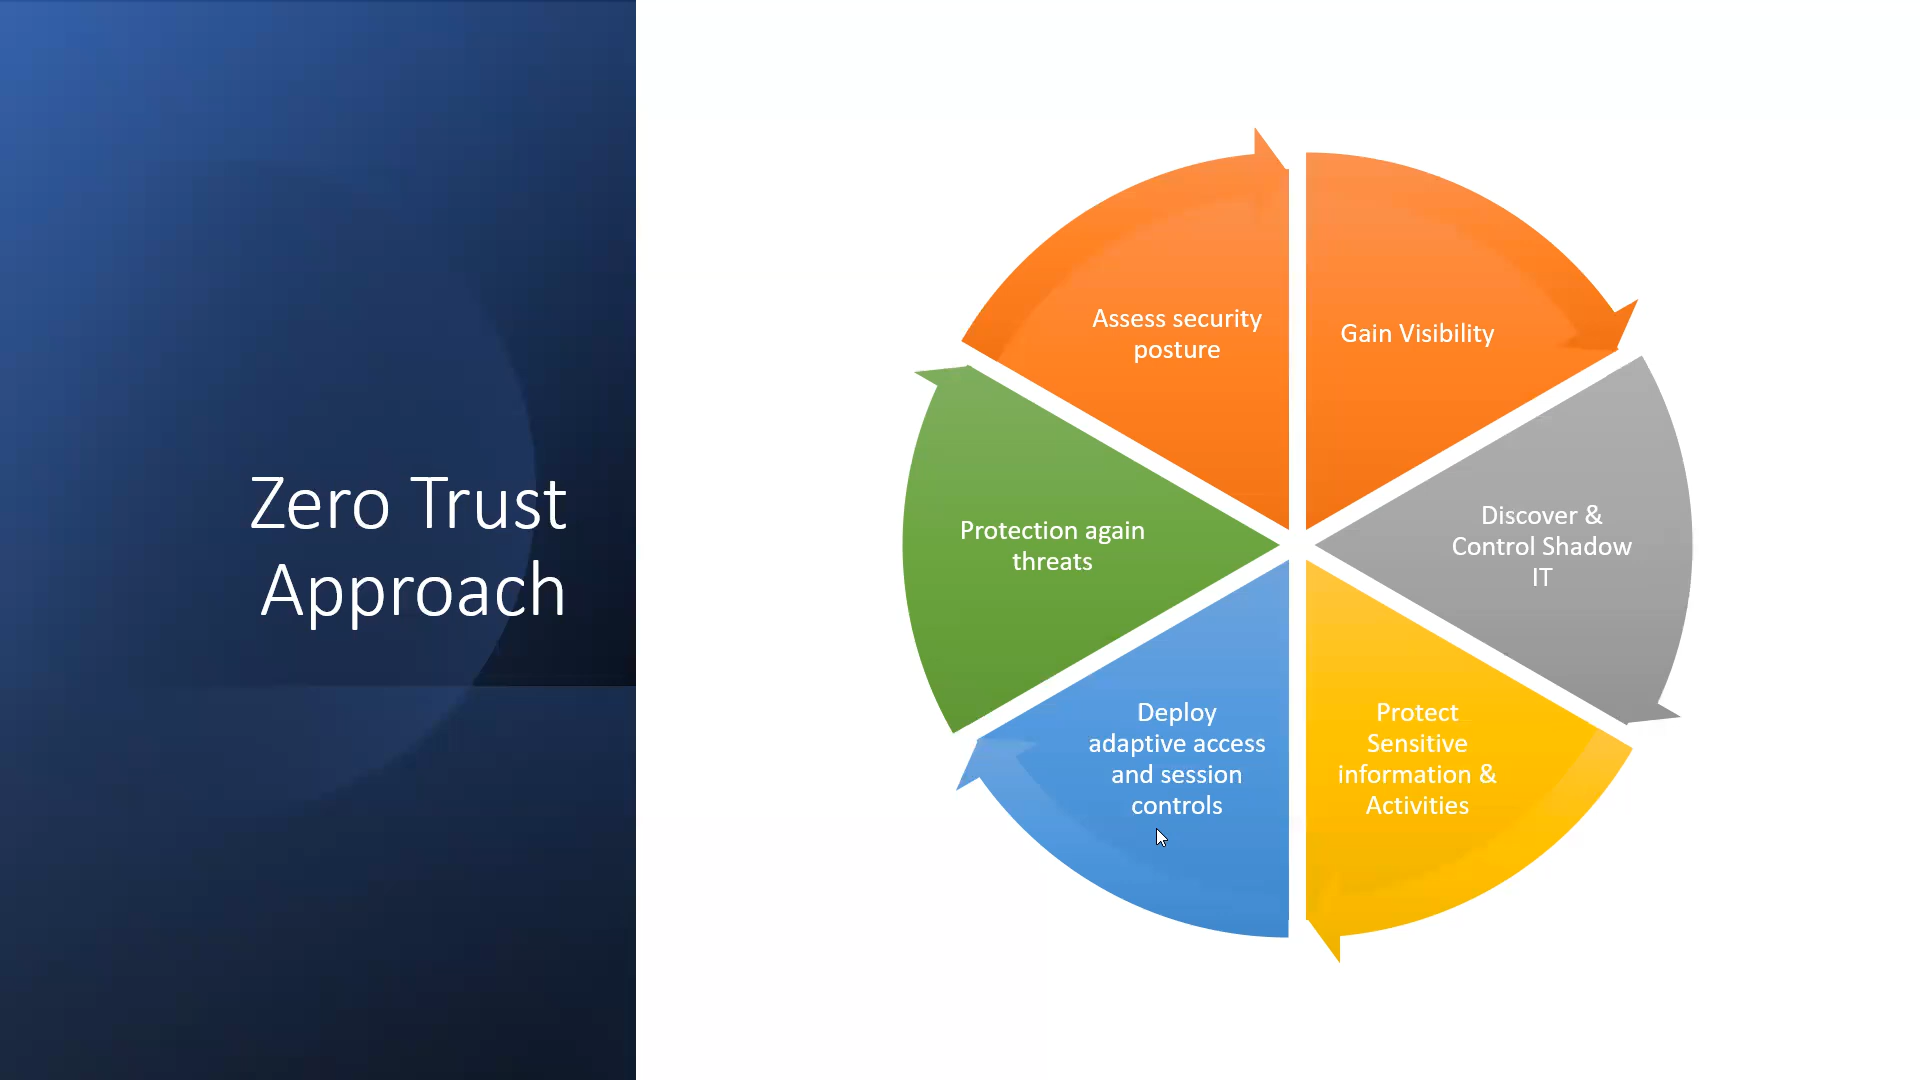 Zero Trust
Approach
Assess security
posture
Gain Visibility
Discover &
Control Shadow
IT
Protect
Sensitive
information &
Activities
Deploy
adaptive access
and session
controls
Protection again
threats